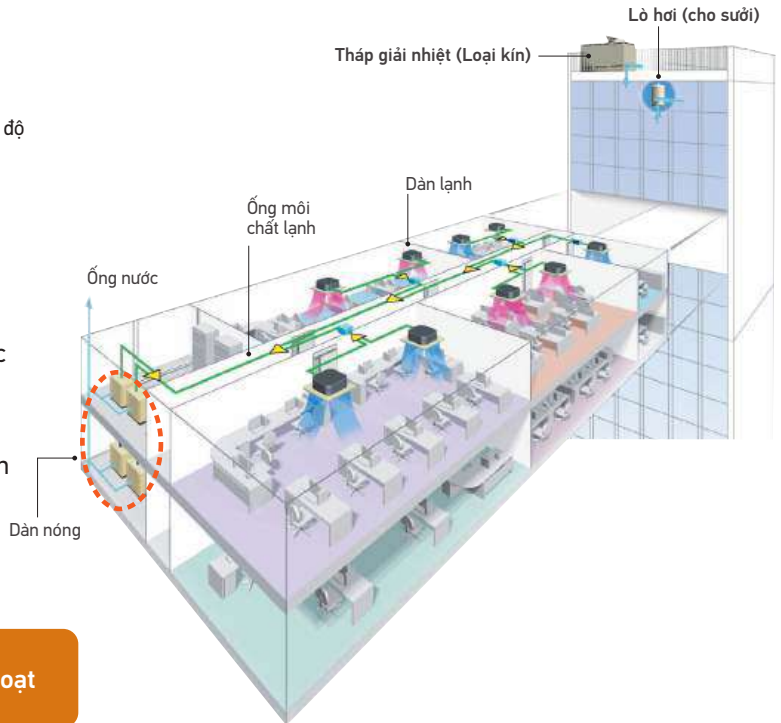 Lò hơi (cho sưởi)
Tháp giải nhiệt (Loại kín)
độ
Dàn lạnh
Ống môi
chất lạnh
Ống nước
c
n
Dàn nóng
oạt